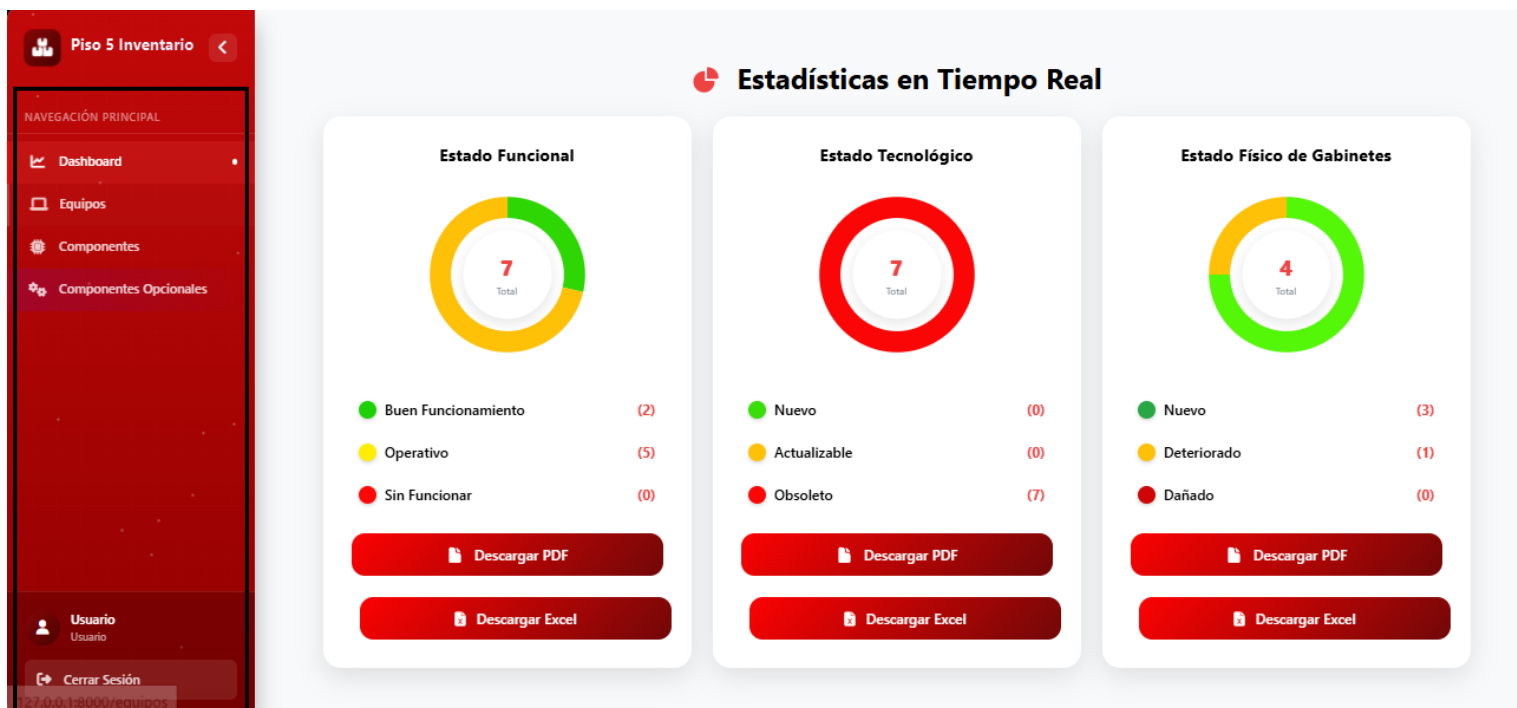 Piso 5 Inventario
NAVEGACIÓN PRINCIPAL
Dashboard
Equipos
Componentes
Componentes Opcionales
Usuario
Usuario
Cerrar Sesión
127.0.0.1:8000/equipos
Estadísticas en Tiempo Real
Estado Funcional
7
Total
Buen Funcionamiento (2)
Operativo (5)
Sin Funcionar (0)
Descargar PDF
Descargar Excel
Estado Tecnológico
7
Total
Nuevo (0)
Actualizable (0)
Obsoleto (7)
Descargar PDF
Descargar Excel
Estado Físico de Gabinetes
4
Total
Nuevo (3)
Deteriorado (1)
Dañado (0)
Descargar PDF
Descargar Excel